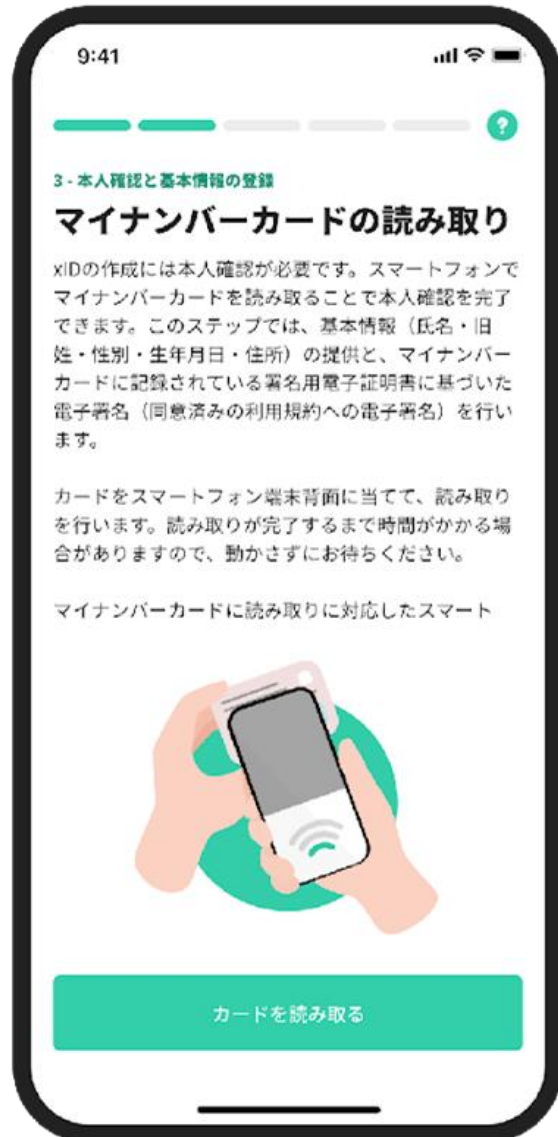 9:41
?
3 - 本人確認と基本情報の登録
マイナンバーカードの読み取り
xIDの作成には本人確認が必要です。スマートフォンで
マイナンバーカードを読み取ることで本人確認を完了
できます。このステップでは、基本情報（氏名・旧
姓・性別・生年月日・住所）の提供と、マイナンバー
カードに記録されている署名用電子証明書に基づいた
電子署名（同意済みの利用規約への電子署名）を行い
ます。
カードをスマートフォン端末背面に当てて、読み取り
を行います。読み取りが完了するまで時間がかかる場
合がありますので、動かさずにお待ちください。
マイナンバーカードに読み取りに対応したスマート
カードを読み取る